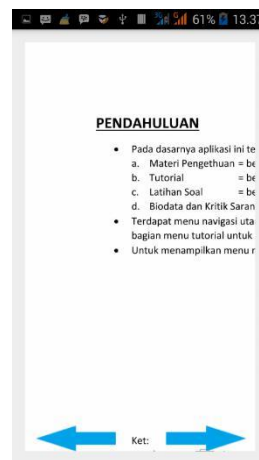 61% 13.37
PENDAHULUAN
• Pada dasarnya aplikasi ini te
a. Materi Pengethuan = be
b. Tutorial = be
c. Latihan Soal = be
d. Biodata dan Kritik Saran
• Terdapat menu navigasi uta
bagian menu tutorial untuk
• Untuk menampilkan menu r
Ket: